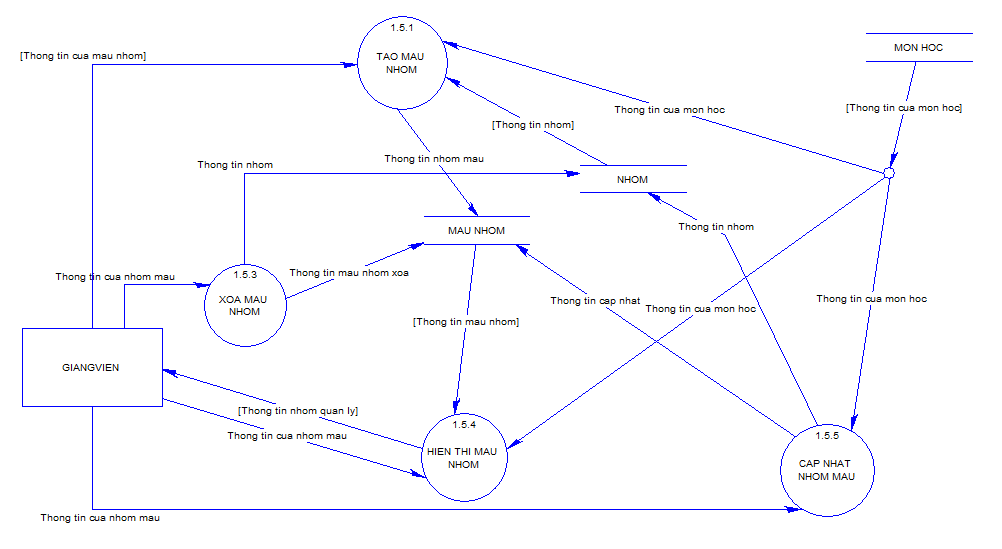 1.5.1
TAO MAU
NHOM
MON HOC
[Thong tin cua mau nhom]
Thong tin cua mon hoc
[Thong tin cua mon hoc]
[Thong tin nhom]
Thong tin nhom mau
Thong tin nhom
NHOM
MAU NHOM
Thong tin nhom
Thong tin cua nhom mau
1.5.3
XOA MAU
NHOM
Thong tin mau nhom xoa
Thong tin cap nhat
Thong tin cua mon hoc
Thong tin cua mon hoc
[Thong tin mau nhom]
GIANGVIEN
[Thong tin nhom quan ly]
Thong tin cua nhom mau
1.5.4
HIEN THI MAU
NHOM
1.5.5
CAP NHAT
NHOM MAU
Thong tin cua nhom mau